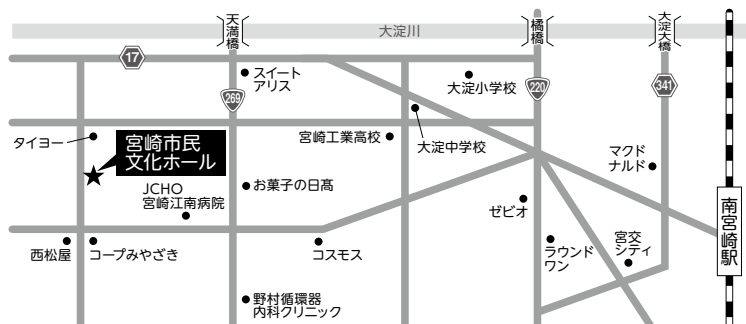 天満橋
大淀川
橘橋
大淀大橋
17
スイート
アリス
大淀小学校
269
220
341
タイヨー
宮崎市民
文化ホール
宮崎工業高校
大淀中学校
マクド
ナルド
JCHO
宮崎江南病院
お菓子の日髙
ゼビオ
南宮崎駅
西松屋
コープみやざき
コスモス
ラウンド
ワン
宮交
シティ
野村循環器
内科クリニック